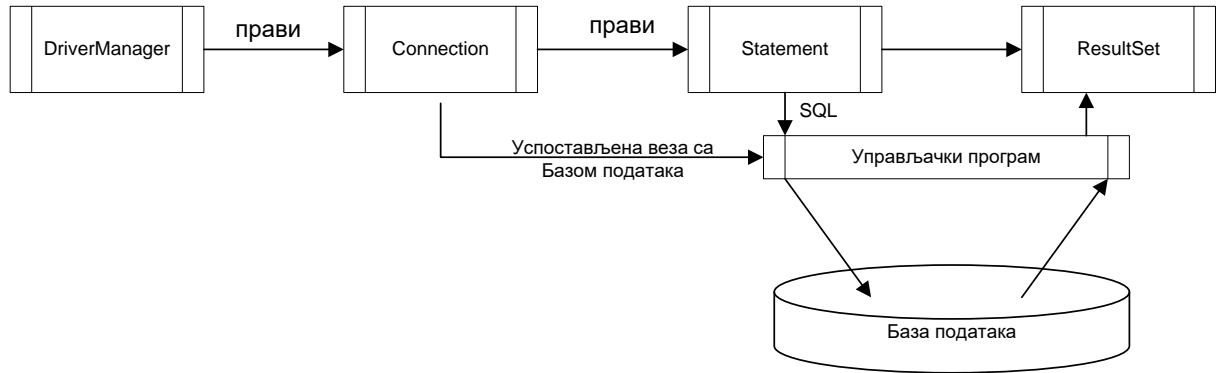 прави
прави
DriverManager
Connection
Statement
ResultSet
SQL
Успостављена веза са
Базом података
Управљачки програм
База података